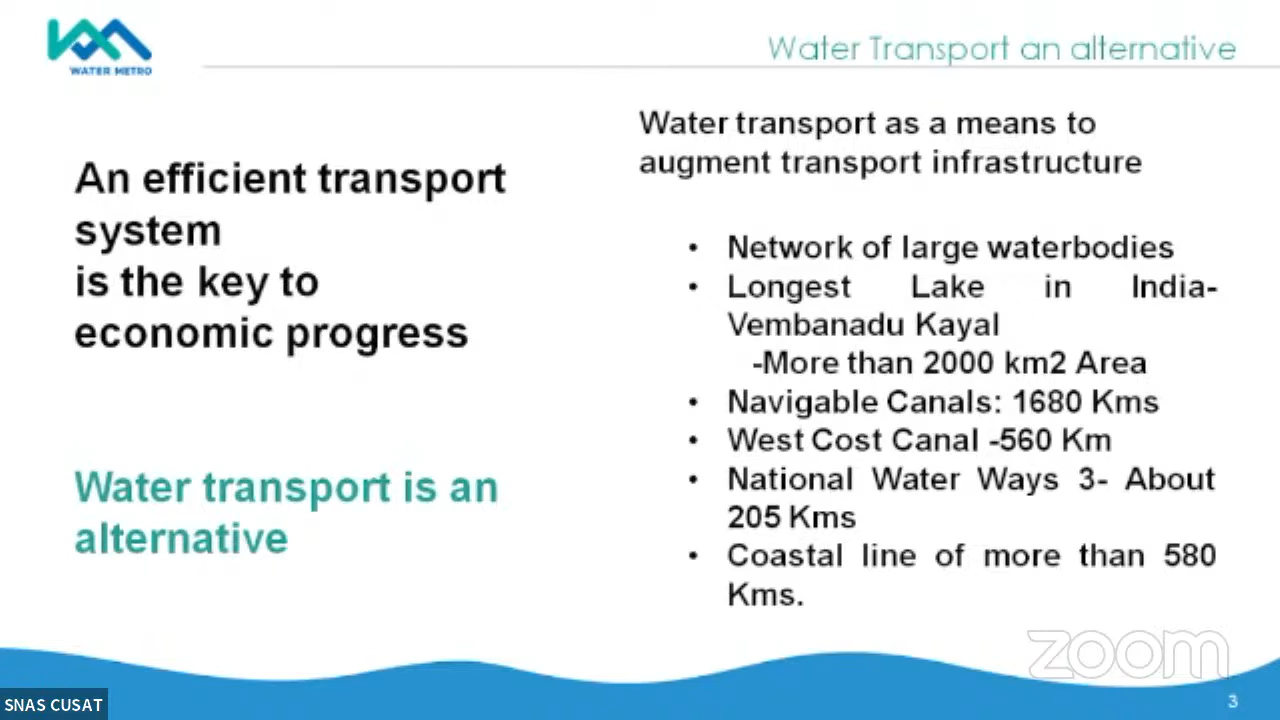 WATER METRO
Water Transport an alternative
An efficient transport
system
is the key to
economic progress
Water transport is an
alternative
Water transport as a means to
augment transport infrastructure
• Network of large waterbodies
• Longest Lake in India-
Vembanadu Kayal
-More than 2000 km2 Area
• Navigable Canals: 1680 Kms
• West Cost Canal -560 Km
• National Water Ways 3- About
205 Kms
• Coastal line of more than 580
Kms.
zoom
3
SNAS CUSAT